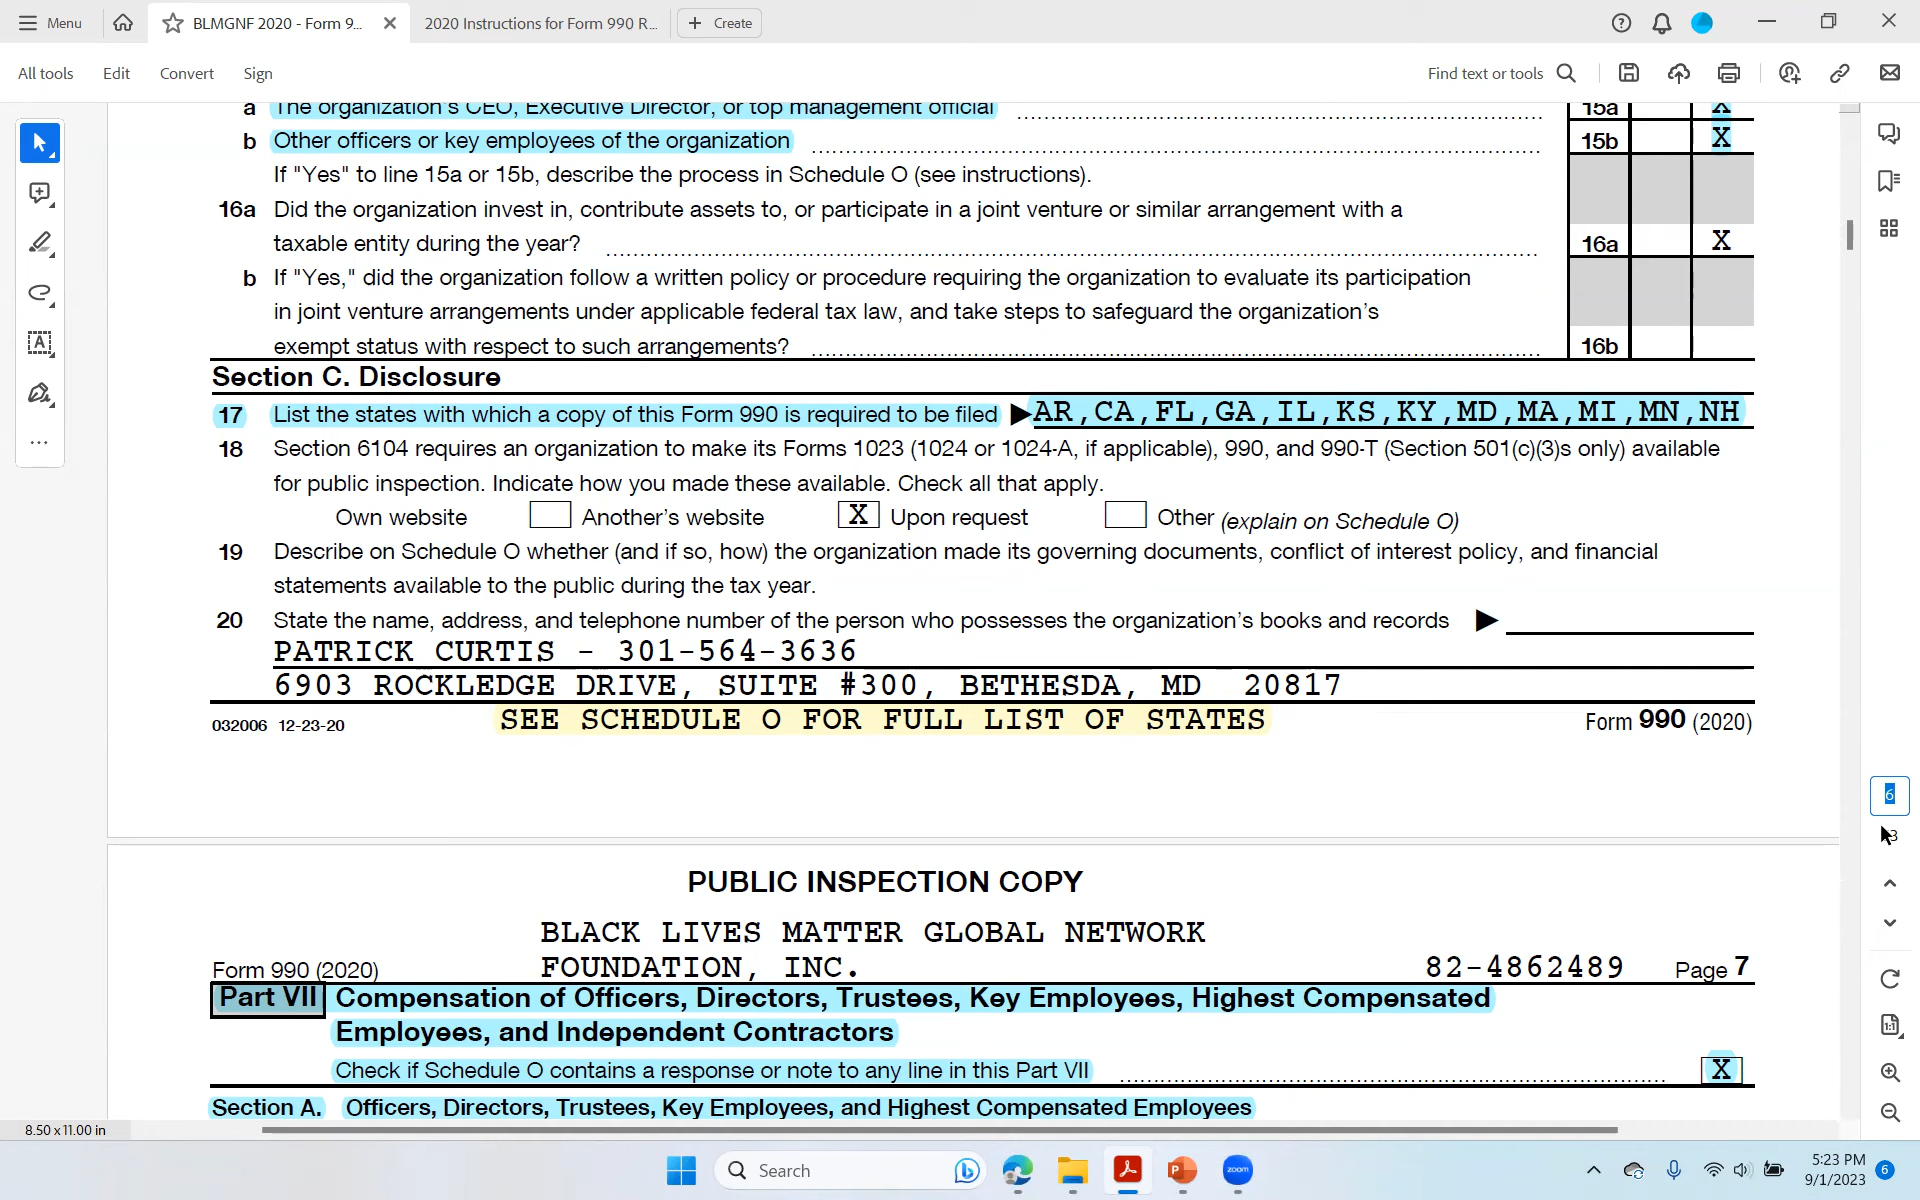 Menu
BLMGNF 2020 - Form 9...
2020 Instructions for Form 990 R...
Create
All tools
Edit
Convert
Sign
Find text or tools
a The organization's CEO, Executive Director, or top management official 15a X
b Other officers or key employees of the organization 15b X
If "Yes" to line 15a or 15b, describe the process in Schedule O (see instructions).
16a Did the organization invest in, contribute assets to, or participate in a joint venture or similar arrangement with a
taxable entity during the year? 16a X
b If "Yes," did the organization follow a written policy or procedure requiring the organization to evaluate its participation
in joint venture arrangements under applicable federal tax law, and take steps to safeguard the organization's
exempt status with respect to such arrangements? 16b
Section C. Disclosure
17 List the states with which a copy of this Form 990 is required to be filed ▶AR,CA,FL,GA,IL,KS,KY,MD,MA,MI,MN,NH
18 Section 6104 requires an organization to make its Forms 1023 (1024 or 1024-A, if applicable), 990, and 990-T (Section 501(c)(3)s only) available
for public inspection. Indicate how you made these available. Check all that apply.
Own website Another's website X Upon request Other (explain on Schedule O)
19 Describe on Schedule O whether (and if so, how) the organization made its governing documents, conflict of interest policy, and financial
statements available to the public during the tax year.
20 State the name, address, and telephone number of the person who possesses the organization's books and records ▶
PATRICK CURTIS - 301-564-3636
6903 ROCKLEDGE DRIVE, SUITE #300, BETHESDA, MD 20817
032006 12-23-20 SEE SCHEDULE O FOR FULL LIST OF STATES Form 990 (2020)
6
3
PUBLIC INSPECTION COPY
BLACK LIVES MATTER GLOBAL NETWORK
Form 990 (2020) FOUNDATION, INC. 82-4862489 Page 7
Part VII Compensation of Officers, Directors, Trustees, Key Employees, Highest Compensated
Employees, and Independent Contractors
Check if Schedule O contains a response or note to any line in this Part VII X
Section A. Officers, Directors, Trustees, Key Employees, and Highest Compensated Employees
8.50 x 11.00 in
Search
zoom
5:23 PM
9/1/2023
6